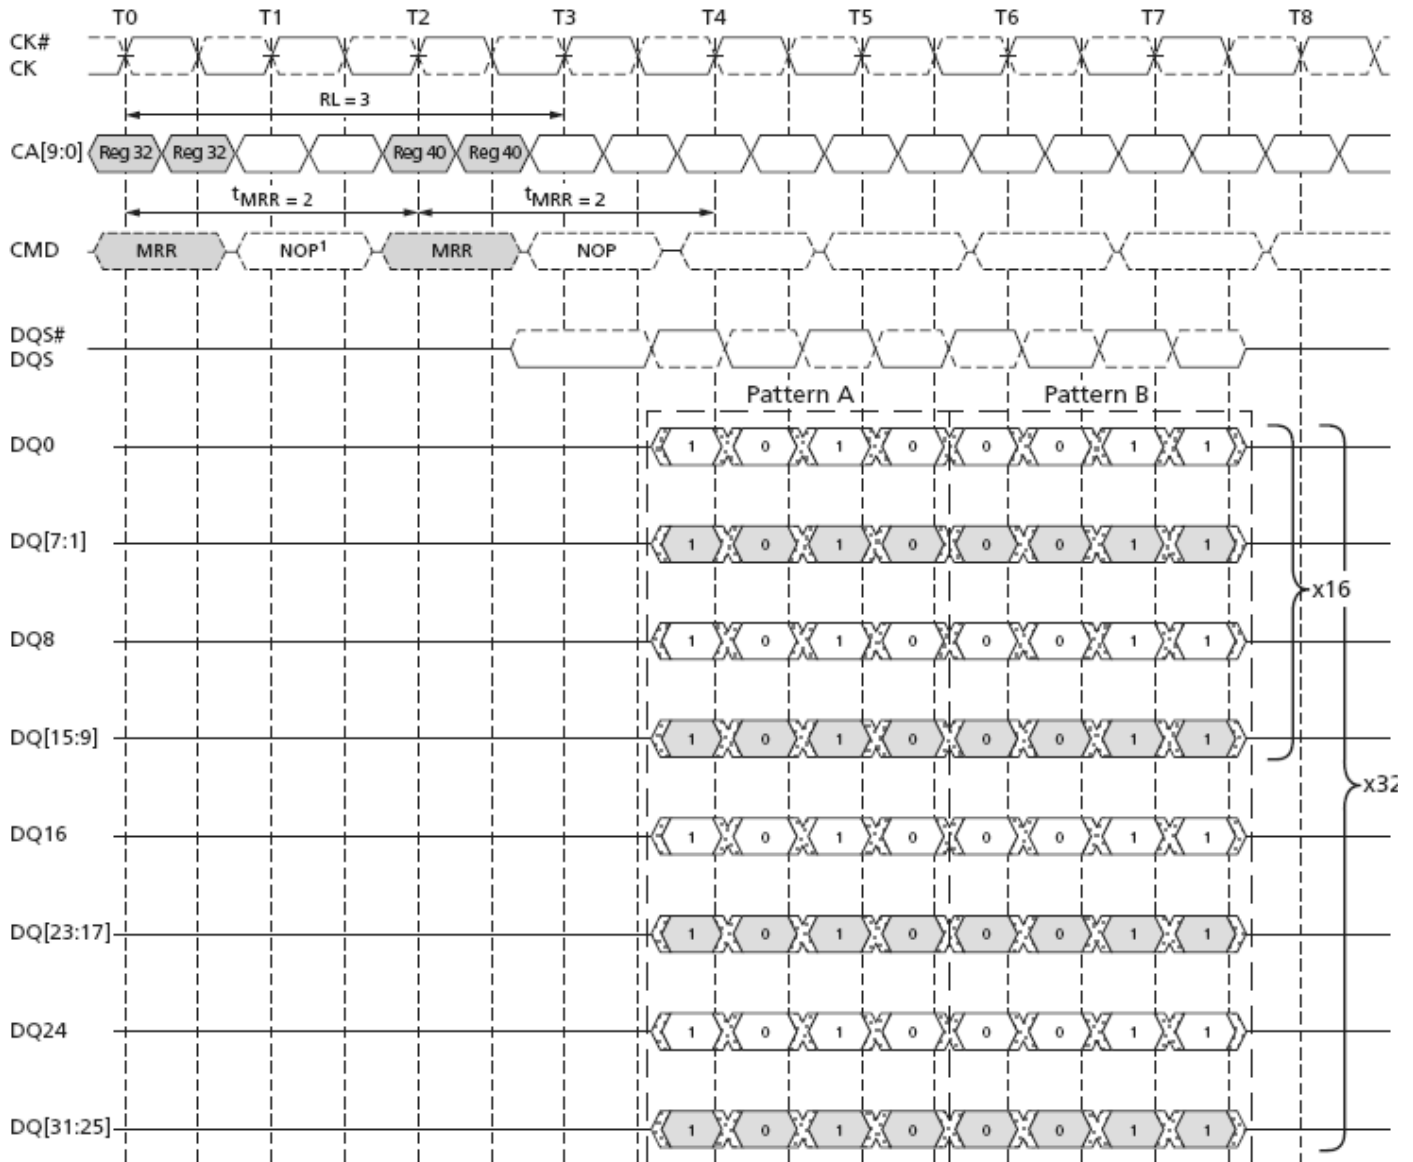 T0 T1 T2 T3 T4 T5 T6 T7 T8
CK#
CK
RL = 3
CA[9:0] Reg 32 Reg 32 Reg 40 Reg 40
tMRR = 2 tMRR = 2
CMD MRR NOP1 MRR NOP
DQS#
DQS
Pattern A Pattern B
DQ0 1 0 1 0 0 0 1 1
DQ[7:1] 1 0 1 0 0 0 1 1
x16
DQ8 1 0 1 0 0 0 1 1
DQ[15:9] 1 0 1 0 0 0 1 1
x32
DQ16 1 0 1 0 0 0 1 1
DQ[23:17] 1 0 1 0 0 0 1 1
DQ24 1 0 1 0 0 0 1 1
DQ[31:25] 1 0 1 0 0 0 1 1